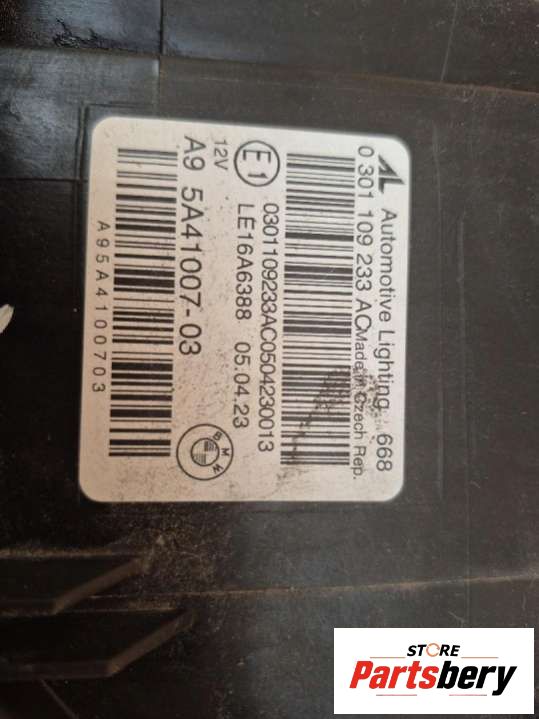 Automotive Lighting 668
0 301 109 233 AC Made in Czech Rep.
0301109233AC0504230013
E1 LE16A6388 05.04.23
12V
A9 5A41007-03
BMW
A95A4100703
STORE
Partsbery